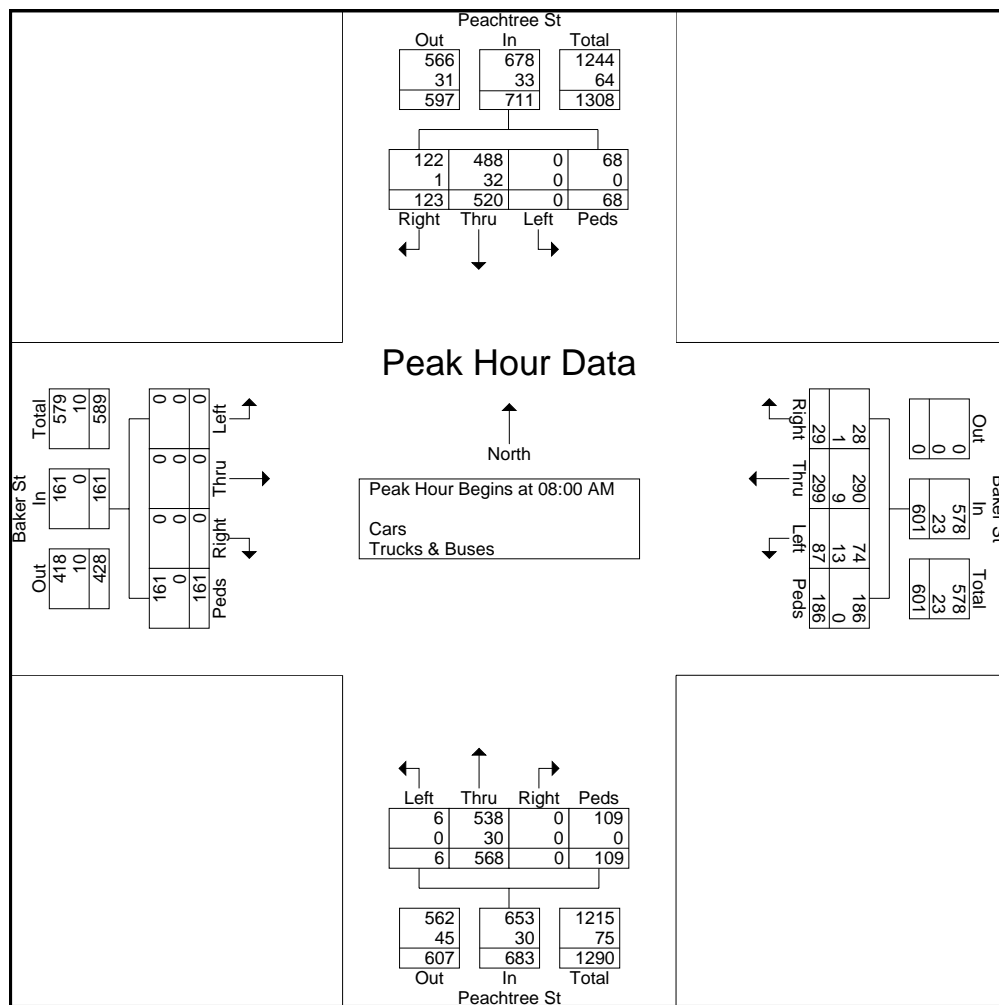 Peachtree St
Out In Total
566 678 1244
31 33 64
597 711 1308
122 488 0 68
1 32 0 0
123 520 0 68
Right Thru Left Peds
Peak Hour Data
North
Peak Hour Begins at 08:00 AM
Cars
Trucks & Buses
Baker St
Out In Total
418 161 579
10 0 10
428 161 589
0 0 0 161
0 0 0 0
0 0 0 161
Left Thru Right Peds
Baker St
Out In Total
0 578 578
0 23 23
0 601 601
28 290 74 186
1 9 13 0
29 299 87 186
Right Thru Left Peds
Left Thru Right Peds
6 538 0 109
0 30 0 0
6 568 0 109
562 653 1215
45 30 75
607 683 1290
Out In Total
Peachtree St